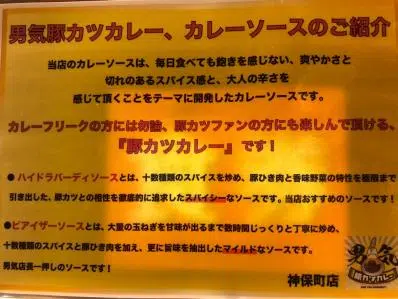 男気豚カツカレー、カレーソースのご紹介
当店のカレーソースは、毎日食べても飽きを感じない、爽やかさと
切れのあるスパイス感と、大人の辛さを
感じて頂くことをテーマに開発したカレーソースです。
カレーフリークの方には勿論、豚カツファンの方にも楽しんで頂ける、
『豚カツカレー』です！
●ハイドラバーディソースとは、十数種類のスパイスを炒め、豚ひき肉と香味野菜の特性を極限まで
引き出した、豚カツとの相性を徹底的に追求したスパイシーなソースです。当店おすすめのソースです！
●ビアイザーソースとは、大量の玉ねぎを甘味が出るまで数時間じっくりと丁寧に炒め、
十数種類のスパイスと豚ひき肉を加え、更に旨味を抽出したマイルドなソースです。
男気店長一押しのソースです！
神保町店
男気
豚カツカレー